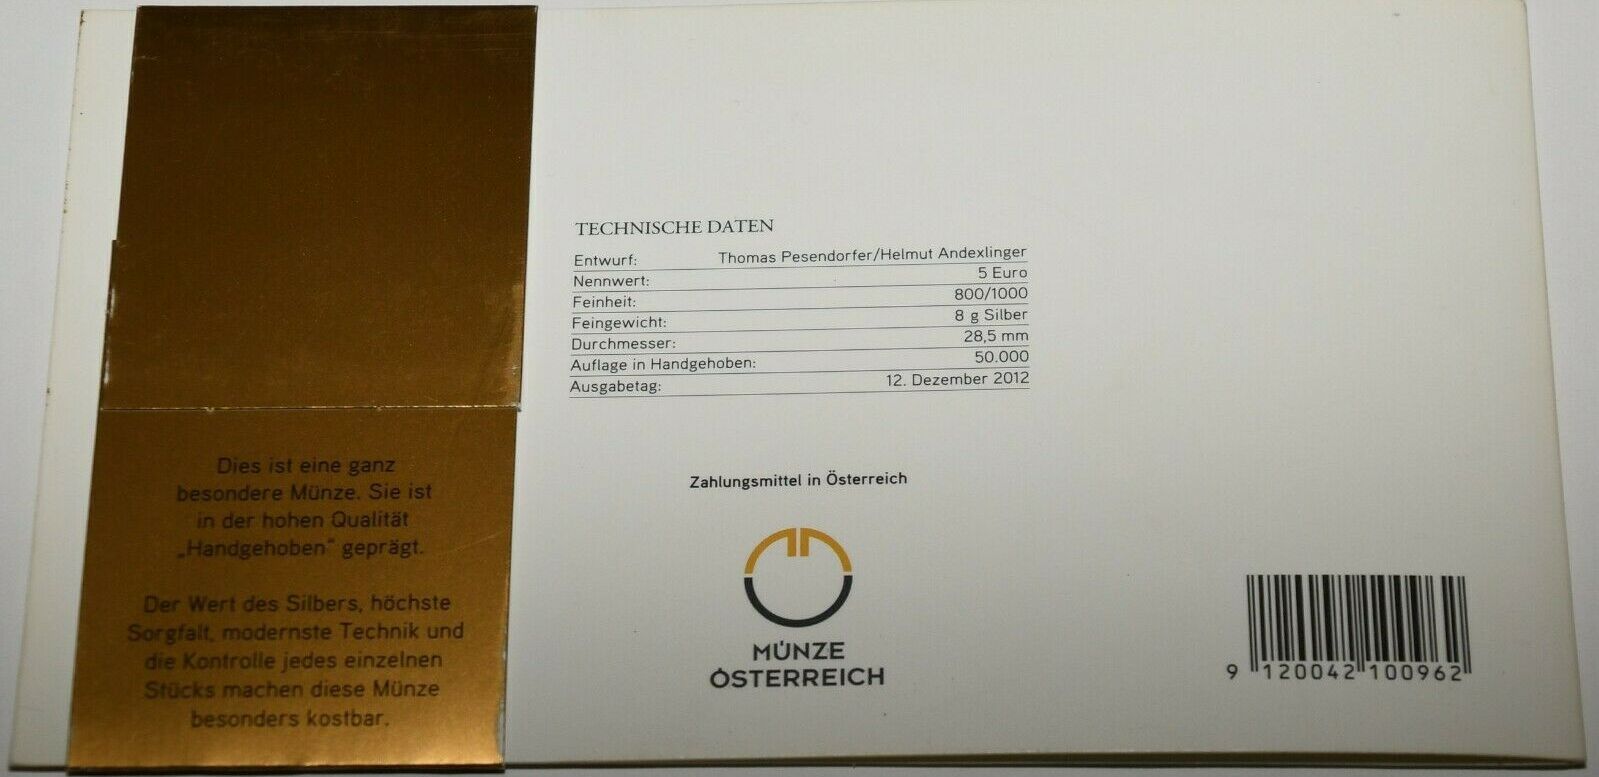 TECHNISCHE DATEN
Entwurf: Thomas Pesendorfer/Helmut Andexlinger
Nennwert: 5 Euro
Feinheit: 800/1000
Feingewicht: 8 g Silber
Durchmesser: 28,5 mm
Auflage in Handgehoben: 50.000
Ausgabetag: 12. Dezember 2012
Zahlungsmittel in Österreich
MÜNZE
ÖSTERREICH
9 120042 100962
Dies ist eine ganz
besondere Münze. Sie ist
in der hohen Qualität
„Handgehoben“ geprägt.
Der Wert des Silbers, höchste
Sorgfalt, modernste Technik und
die Kontrolle jedes einzelnen
Stücks machen diese Münze
besonders kostbar.